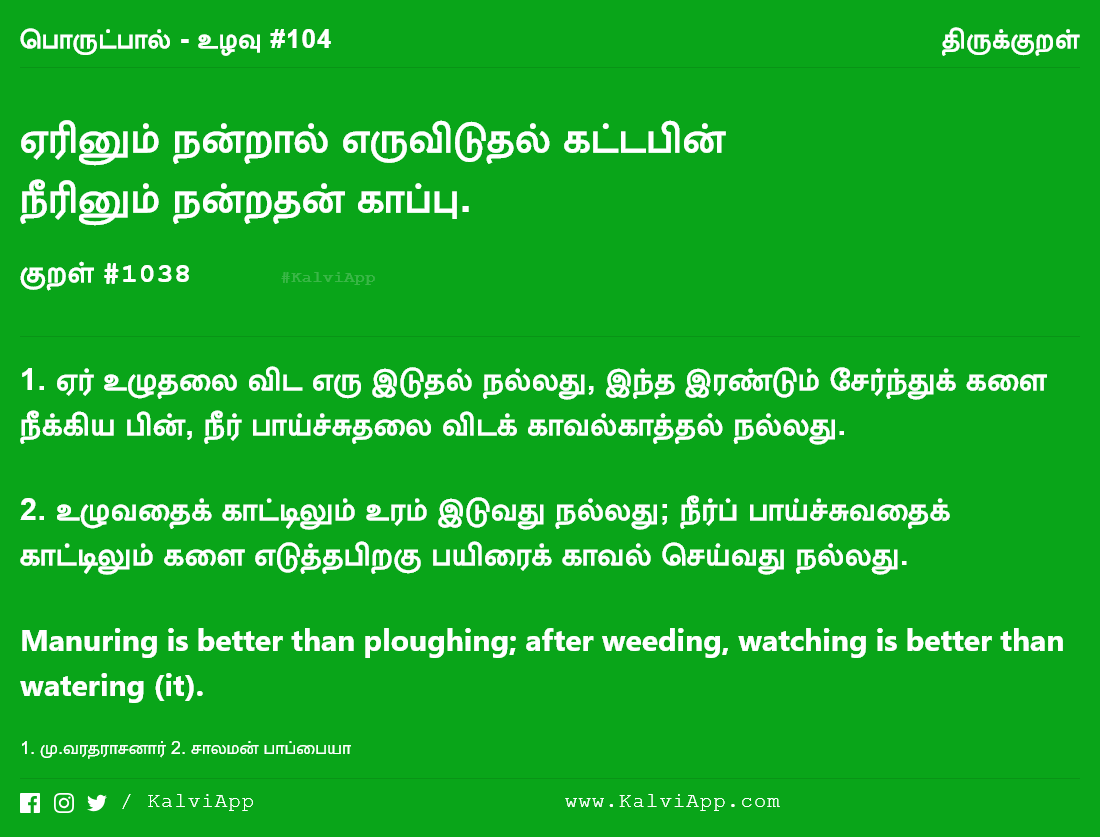 பொருட்பால் - உழவு #104 திருக்குறள்
ஏரினும் நன்றால் எருவிடுதல் கட்டபின்
நீரினும் நன்றதன் காப்பு.
குறள் #1038 #KalviApp
1. ஏர் உழுதலை விட எரு இடுதல் நல்லது, இந்த இரண்டும் சேர்ந்துக் களை
நீக்கிய பின், நீர் பாய்ச்சுதலை விடக் காவல்காத்தல் நல்லது.
2. உழுவதைக் காட்டிலும் உரம் இடுவது நல்லது; நீர்ப் பாய்ச்சுவதைக்
காட்டிலும் களை எடுத்தபிறகு பயிரைக் காவல் செய்வது நல்லது.
Manuring is better than ploughing; after weeding, watching is better than
watering (it).
1. மு.வரதராசனார் 2. சாலமன் பாப்பையா
/ KalviApp www.KalviApp.com